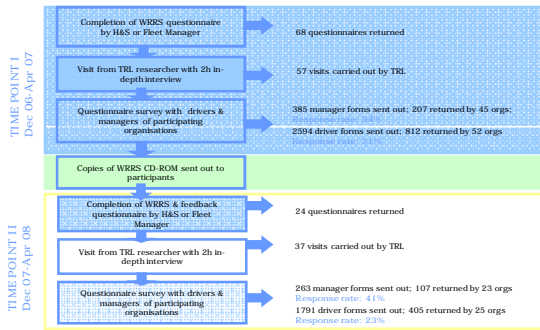 TIME POINT I
Dec 06-Apr 07
Completion of WRRS questionnaire
by H&S or Fleet Manager
68 questionnaires returned
Visit from TRL researcher with 2h in-
depth interview
57 visits carried out by TRL
Questionnaire survey with drivers &
managers of participating
organisations
385 manager forms sent out; 207 returned by 45 orgs;
Response rate: 54%
2594 driver forms sent out; 812 returned by 52 orgs
Response rate: 31%
Copies of WRRS CD-ROM sent out to
participants
TIME POINT II
Dec 07-Apr 08
Completion of WRRS & feedback
questionnaire by H&S or Fleet
Manager
24 questionnaires returned
Visit from TRL researcher with 2h in-
depth interview
37 visits carried out by TRL
Questionnaire survey with drivers &
managers of participating
organisations
263 manager forms sent out; 107 returned by 23 orgs
Response rate: 41%
1791 driver forms sent out; 405 returned by 25 orgs
Response rate: 23%